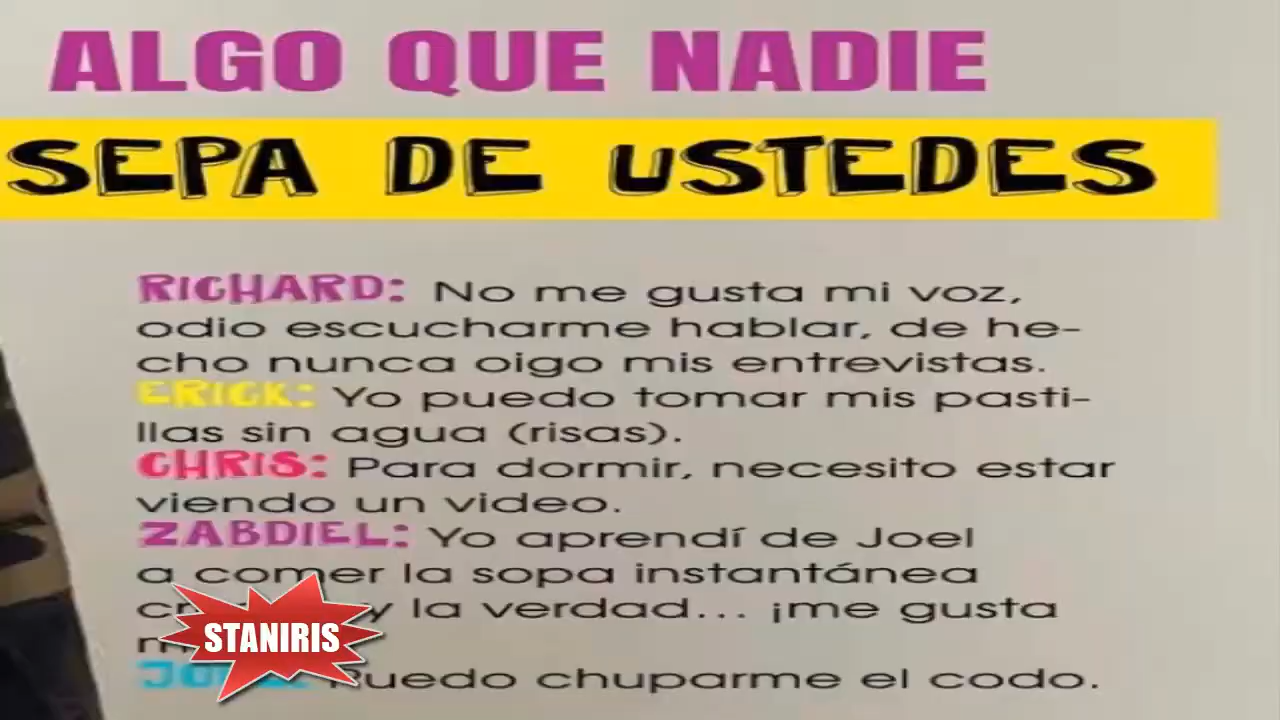 ALGO QUE NADIE
SEPA DE USTEDES
RICHARD: No me gusta mi voz,
odio escucharme hablar, de he-
cho nunca oigo mis entrevistas.
ERICK: Yo puedo tomar mis pasti-
llas sin agua (risas).
CHRIS: Para dormir, necesito estar
viendo un video.
ZABDIEL: Yo aprendí de Joel
a comer la sopa instantánea
y la verdad... ¡me gusta
STANIRIS
Puedo chuparme el codo.